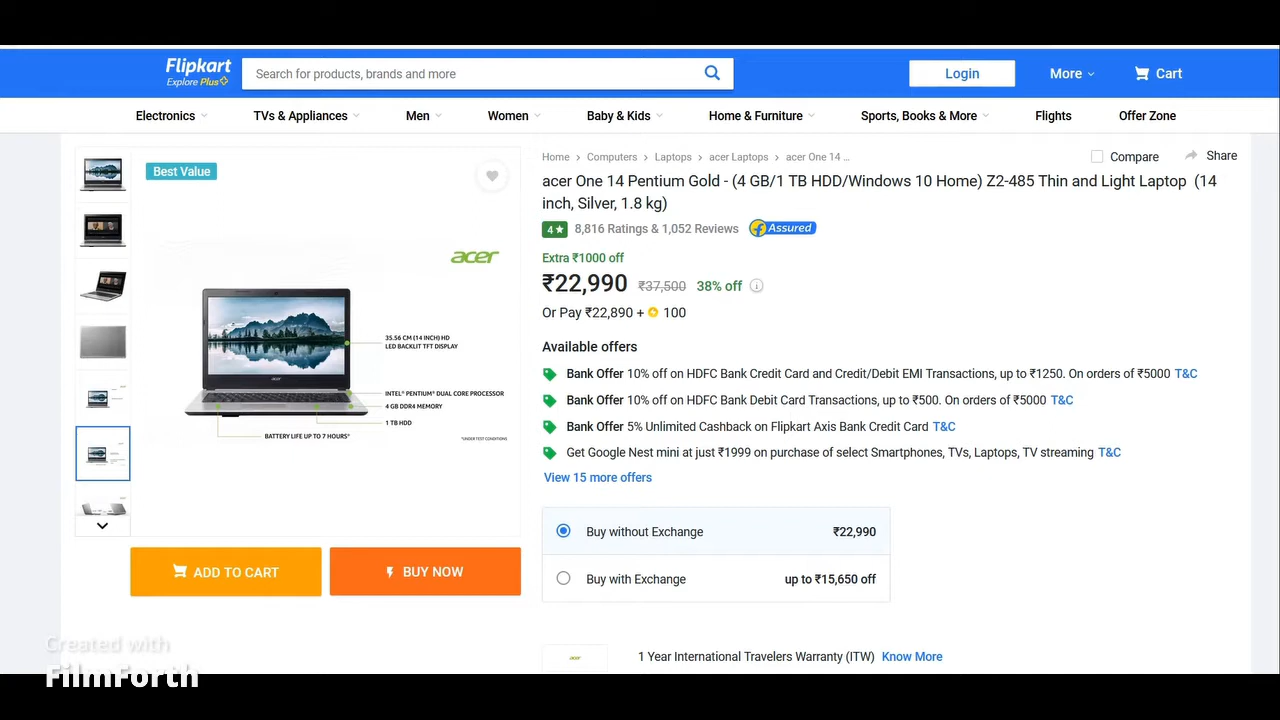 Flipkart
Explore Plus
Search for products, brands and more
Login
More
Cart
Electronics
TVs & Appliances
Men
Women
Baby & Kids
Home & Furniture
Sports, Books & More
Flights
Offer Zone
Best Value
acer
35.56 CM (14 INCH) HD
LED BACKLIT TFT DISPLAY
INTEL® PENTIUM® DUAL CORE PROCESSOR
4 GB DDR4 MEMORY
1 TB HDD
BATTERY LIFE UP TO 7 HOURS*
*UNDER TEST CONDITIONS
ADD TO CART
BUY NOW
Home > Computers > Laptops > acer Laptops > acer One 14 ...
Compare
Share
acer One 14 Pentium Gold - (4 GB/1 TB HDD/Windows 10 Home) Z2-485 Thin and Light Laptop (14
inch, Silver, 1.8 kg)
4★ 8,816 Ratings & 1,052 Reviews Assured
Extra ₹1000 off
₹22,990 ₹37,500 38% off
Or Pay ₹22,890 + 100
Available offers
Bank Offer 10% off on HDFC Bank Credit Card and Credit/Debit EMI Transactions, up to ₹1250. On orders of ₹5000 T&C
Bank Offer 10% off on HDFC Bank Debit Card Transactions, up to ₹500. On orders of ₹5000 T&C
Bank Offer 5% Unlimited Cashback on Flipkart Axis Bank Credit Card T&C
Get Google Nest mini at just ₹1999 on purchase of select Smartphones, TVs, Laptops, TV streaming T&C
View 15 more offers
Buy without Exchange ₹22,990
Buy with Exchange up to ₹15,650 off
acer
1 Year International Travelers Warranty (ITW) Know More
Created with
FilmForth